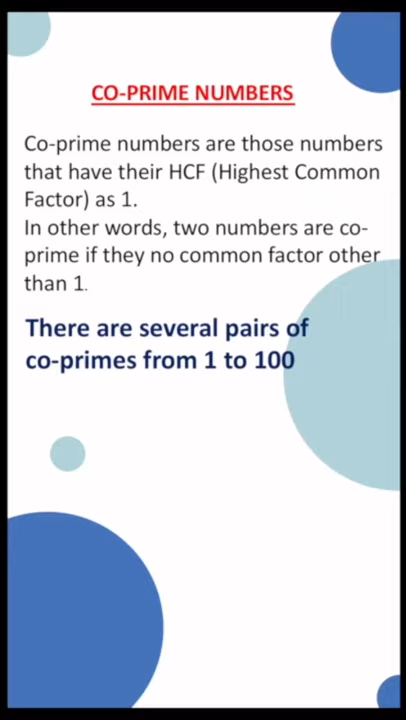 CO-PRIME NUMBERS
Co-prime numbers are those numbers
that have their HCF (Highest Common
Factor) as 1.
In other words, two numbers are co-
prime if they no common factor other
than 1.
There are several pairs of
co-primes from 1 to 100